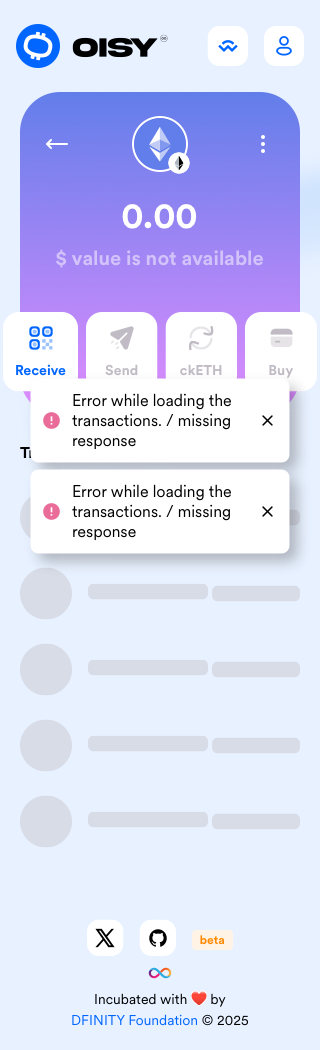 OISY
0.00
$ value is not available
Receive
Send
ckETH
Buy
Error while loading the
transactions. / missing
response
Error while loading the
transactions. / missing
response
beta
Incubated with ❤️ by
DFINITY Foundation © 2025